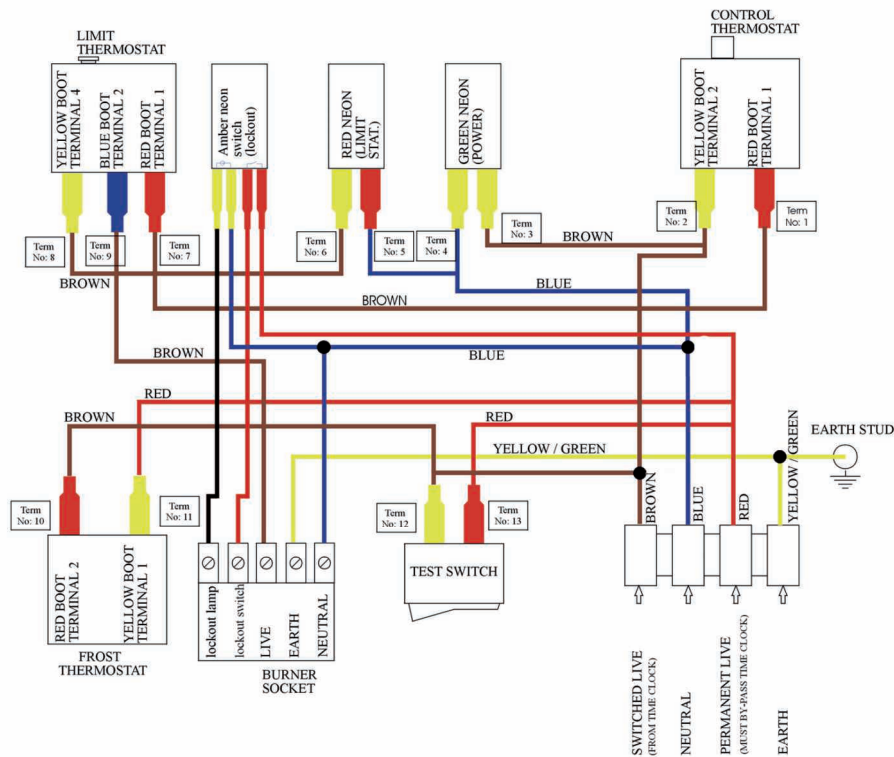 LIMIT
THERMOSTAT
CONTROL
THERMOSTAT
YELLOW BOOT
TERMINAL 4
BLUE BOOT
TERMINAL 2
RED BOOT
TERMINAL 1
Amber neon
switch
(lockout)
RED NEON
(LIMIT
STAT.)
GREEN NEON
(POWER)
YELLOW BOOT
TERMINAL 2
RED BOOT
TERMINAL 1
Term
No: 8
Term
No: 9
Term
No: 7
Term
No: 6
Term
No: 5
Term
No: 4
Term
No: 3
Term
No: 2
Term
No: 1
BROWN
BROWN
BLUE
BROWN
BROWN
BLUE
RED
BROWN
RED
YELLOW / GREEN
EARTH STUD
Term
No: 10
Term
No: 11
Term
No: 12
Term
No: 13
BROWN
BLUE
RED
YELLOW / GREEN
RED BOOT
TERMINAL 2
YELLOW BOOT
TERMINAL 1
FROST
THERMOSTAT
lockout lamp
lockout switch
LIVE
EARTH
NEUTRAL
BURNER
SOCKET
TEST SWITCH
SWITCHED LIVE
(FROM TIME CLOCK)
NEUTRAL
PERMANENT LIVE
(MUST BY-PASS TIME CLOCK)
EARTH